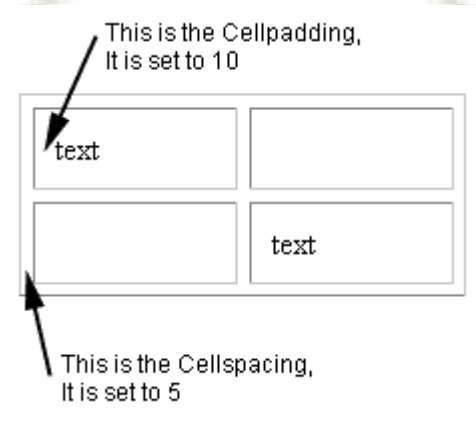 This is the Cellpadding,
It is set to 10
text
text
This is the Cellspacing,
It is set to 5